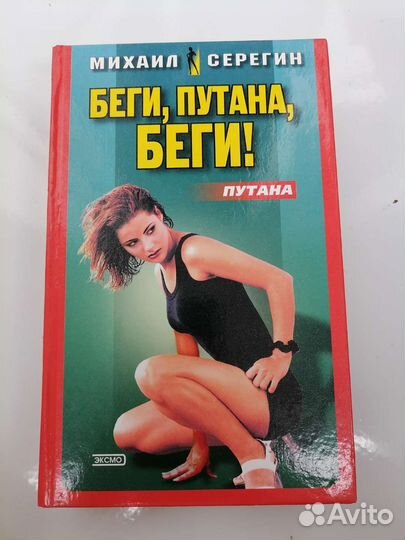 МИХАИЛ СЕРЕГИН
БЕГИ, ПУТАНА,
БЕГИ!
ПУТАНА
ЭКСМО
Avito